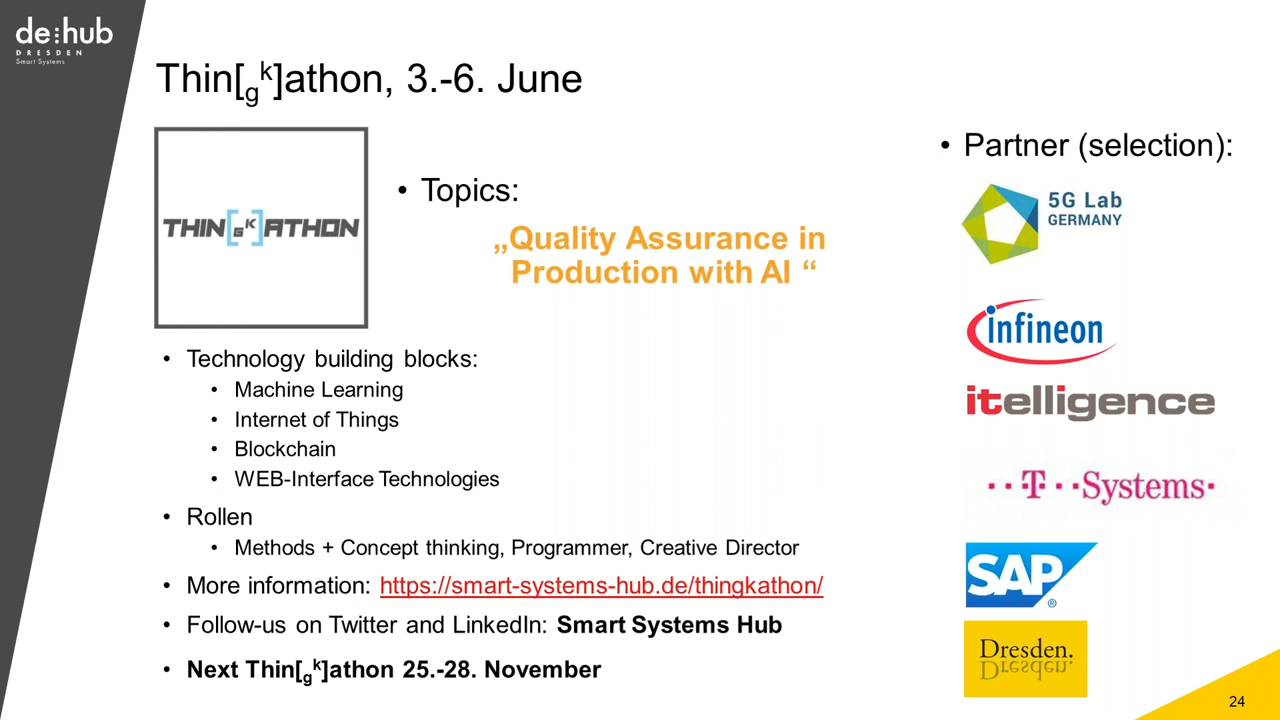 de:hub
DRESDEN
Smart Systems
Thin[gk]athon, 3.-6. June
THIN[GK]ATHON
• Topics:
„Quality Assurance in
Production with AI “
• Technology building blocks:
• Machine Learning
• Internet of Things
• Blockchain
• WEB-Interface Technologies
• Rollen
• Methods + Concept thinking, Programmer, Creative Director
• More information: https://smart-systems-hub.de/thingkathon/
• Follow-us on Twitter and LinkedIn: Smart Systems Hub
• Next Thin[gk]athon 25.-28. November
• Partner (selection):
5G Lab
GERMANY
infineon
itelligence
··T··Systems·
SAP®
Dresden.
Dresden.
24